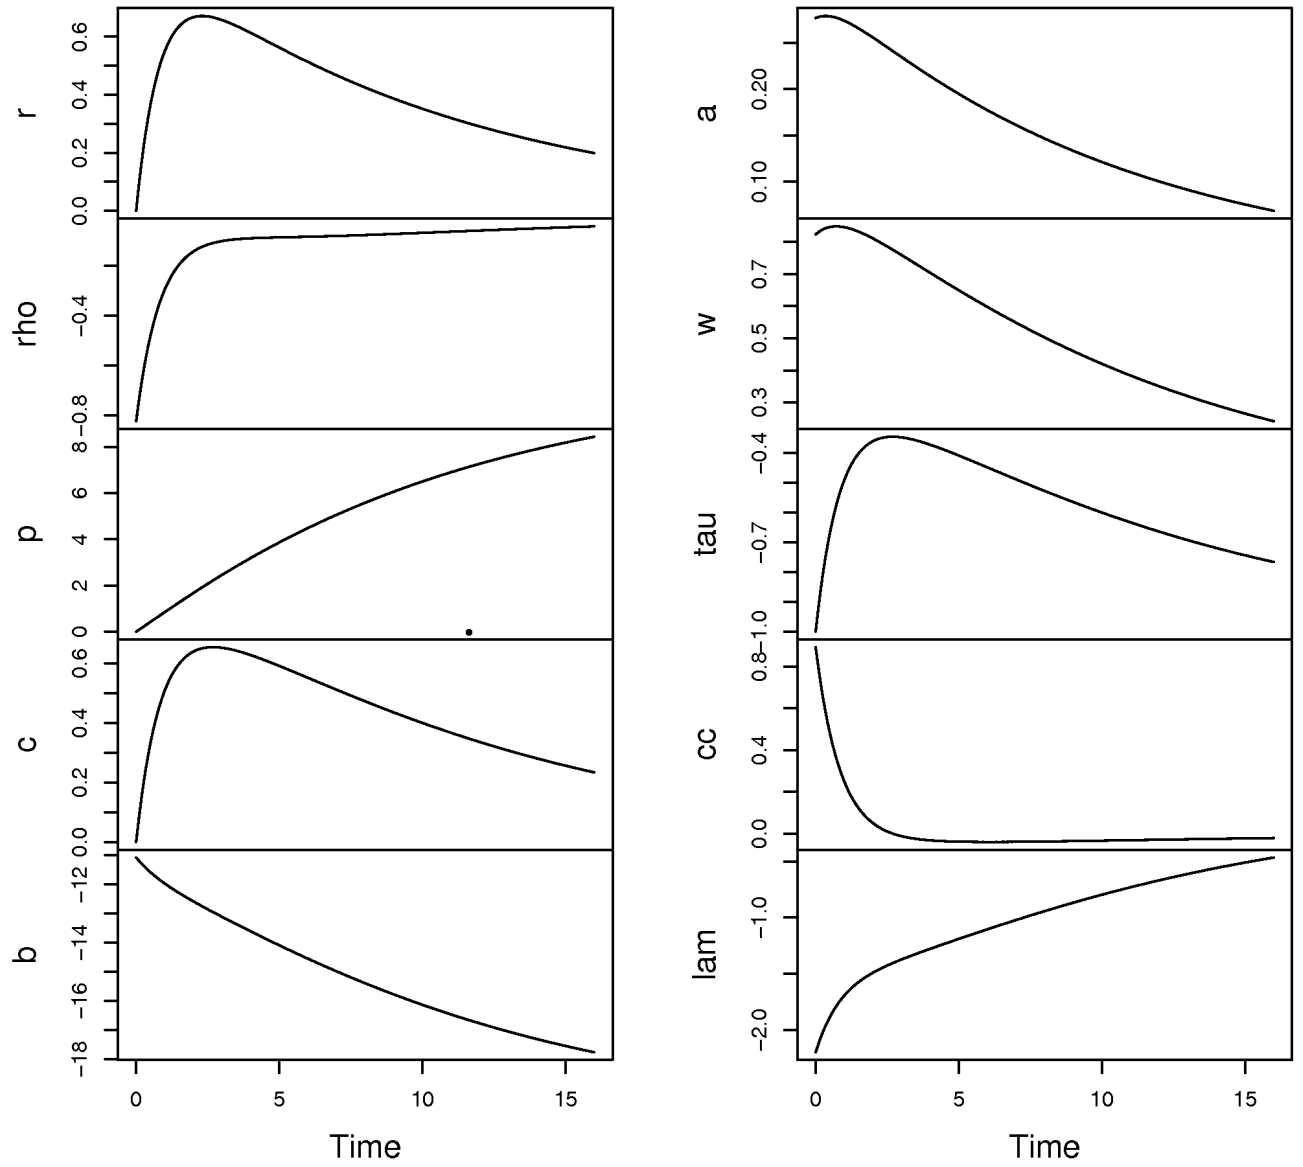 r
0.0 0.2 0.4 0.6
rho
−0.8 −0.4
p
0 2 4 6 8
c
0.0 0.2 0.4 0.6
b
−18 −16 −14 −12
0 5 10 15
Time
a
0.10 0.20
w
0.3 0.5 0.7
tau
−1.0 −0.7 −0.4
cc
0.0 0.4 0.8
lam
−2.0 −1.0
0 5 10 15
Time